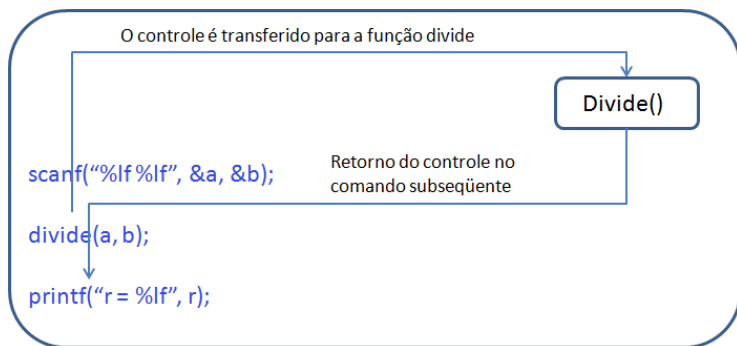 O controle é transferido para a função divide
Divide()
Retorno do controle no
comando subseqüente
scanf(“%lf %lf”, &a, &b);
divide(a, b);
printf(“r = %lf”, r);